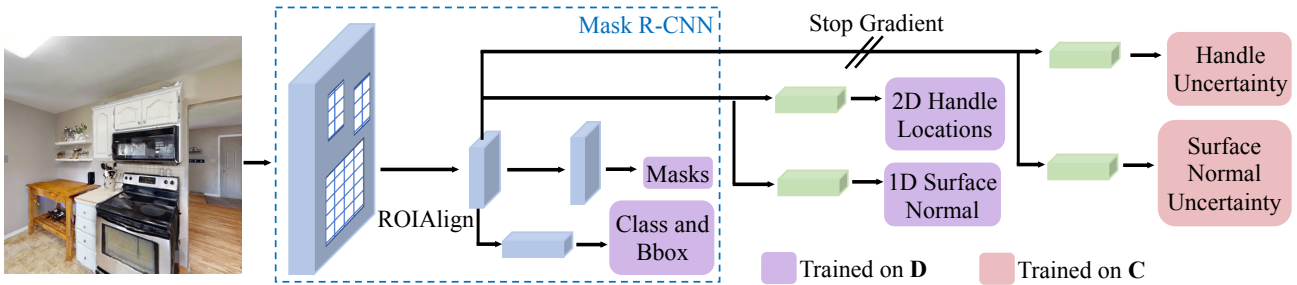 Mask R-CNN
Stop Gradient
Handle
Uncertainty
2D Handle
Locations
Surface
Normal
Uncertainty
Masks
1D Surface
Normal
ROIAlign
Class and
Bbox
Trained on D
Trained on C